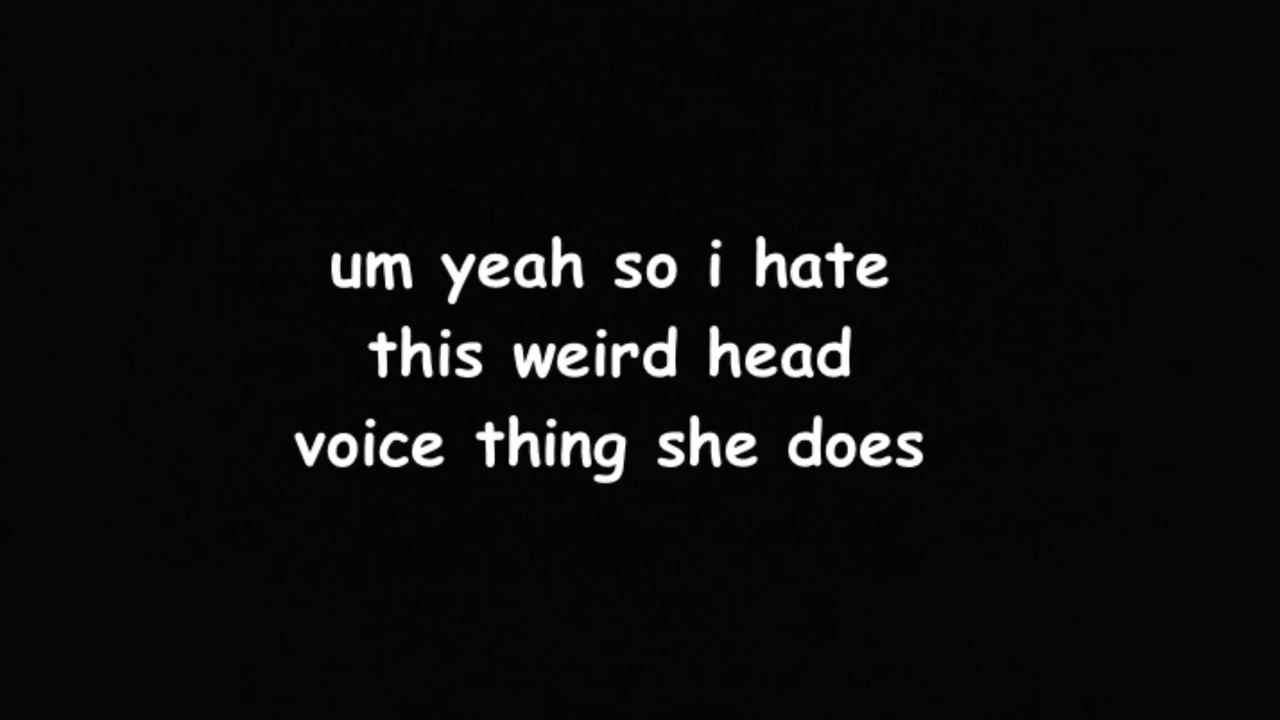 um yeah so i hate
this weird head
voice thing she does